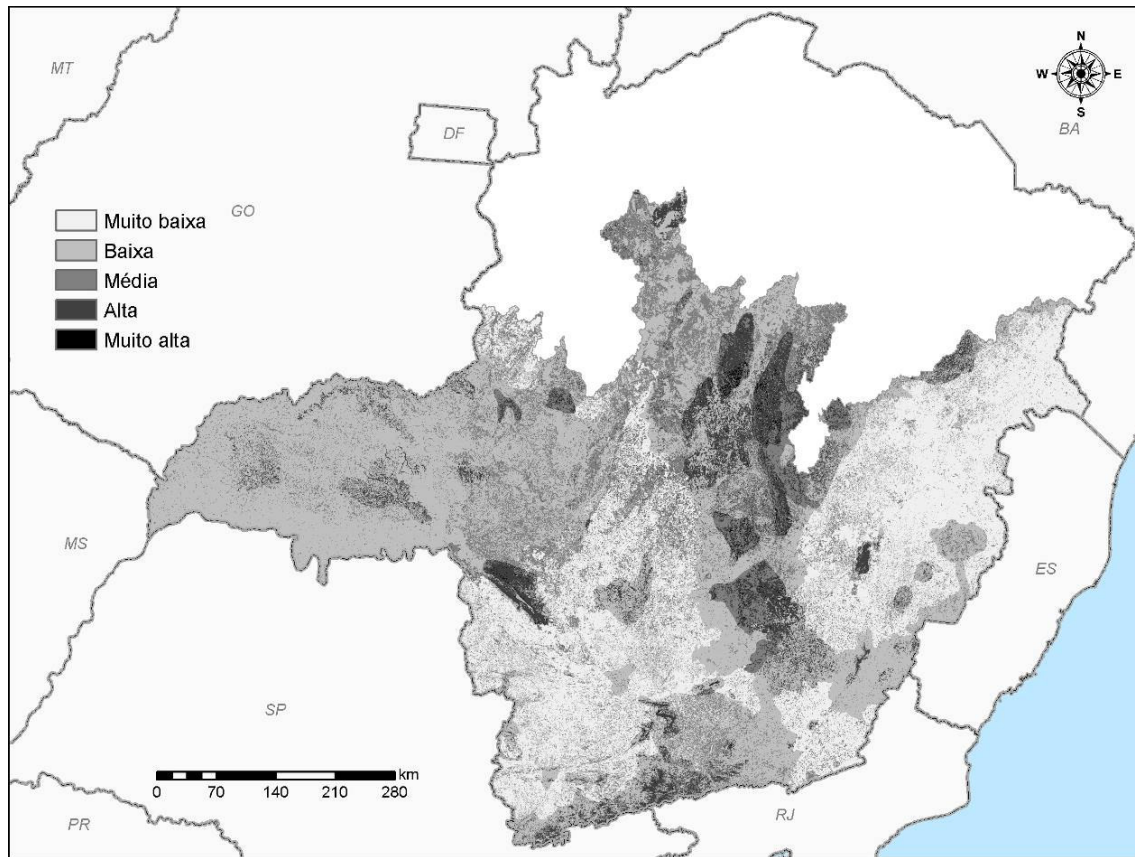 MT
N
W E
S
DF
BA
GO
Muito baixa
Baixa
Média
Alta
Muito alta
MS
ES
SP
km
0 70 140 210 280
PR
RJ